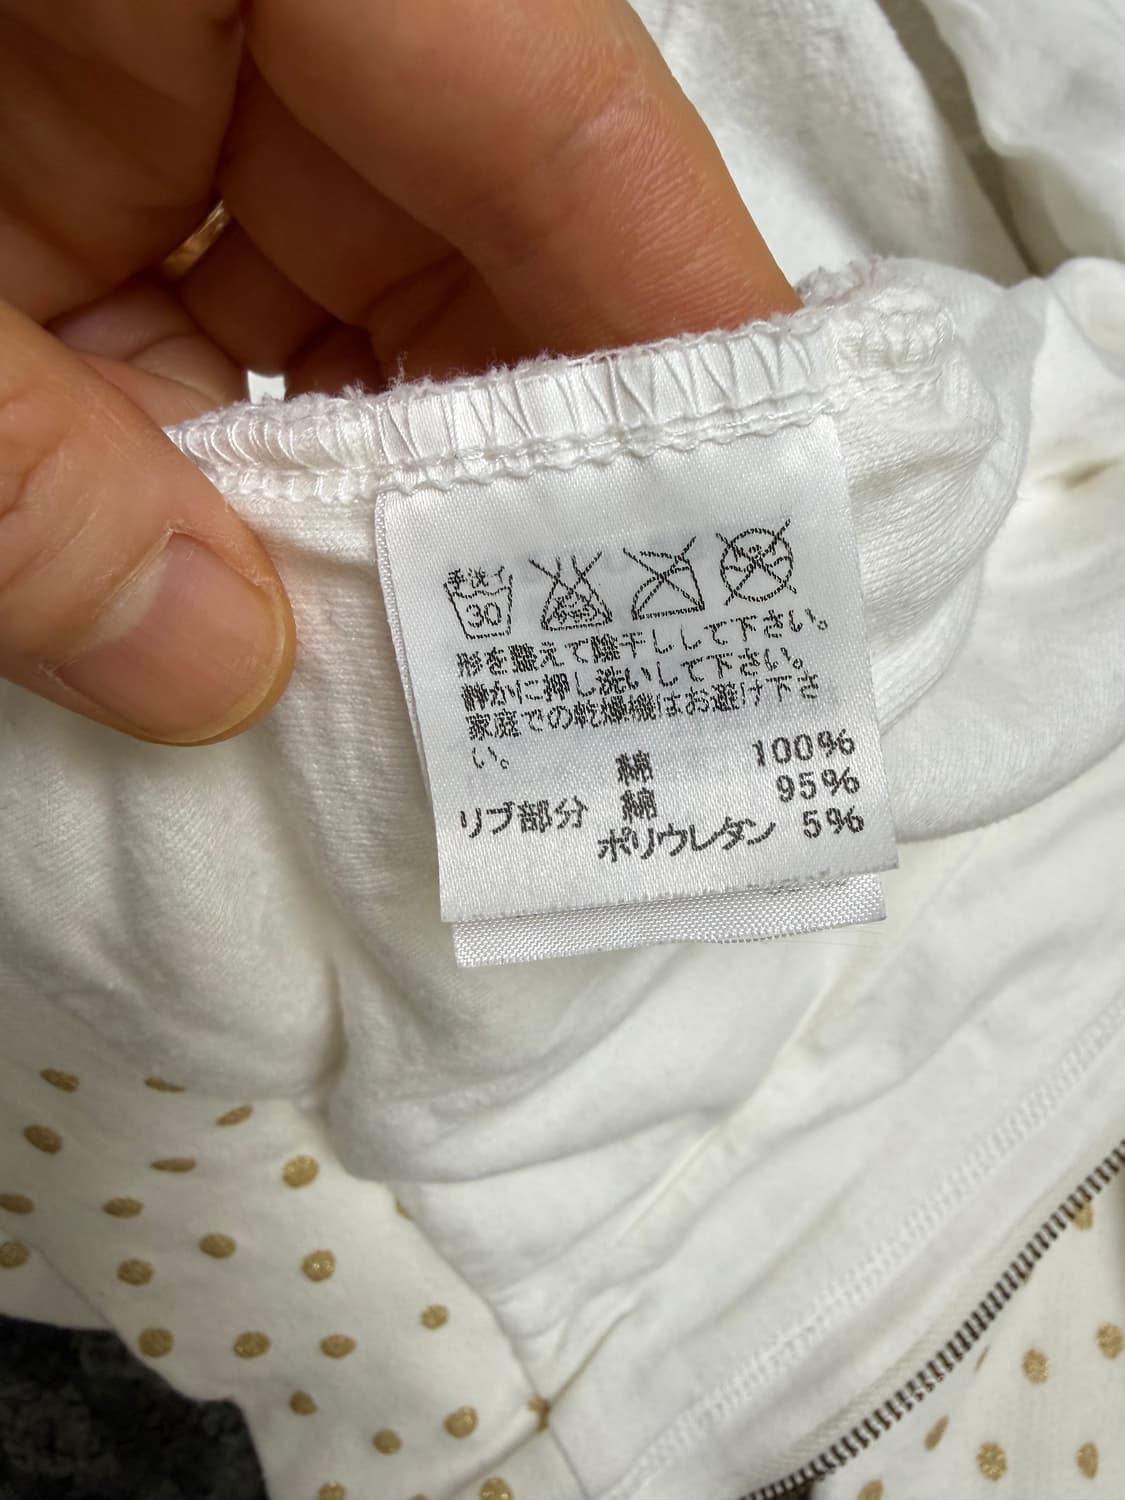 手洗イ
30
形を整えて陰干しして下さい。
静かに押し洗いして下さい。
家庭での乾燥機はお避け下さ
い。
綿 100%
リブ部分 綿 95%
ポリウレタン 5%